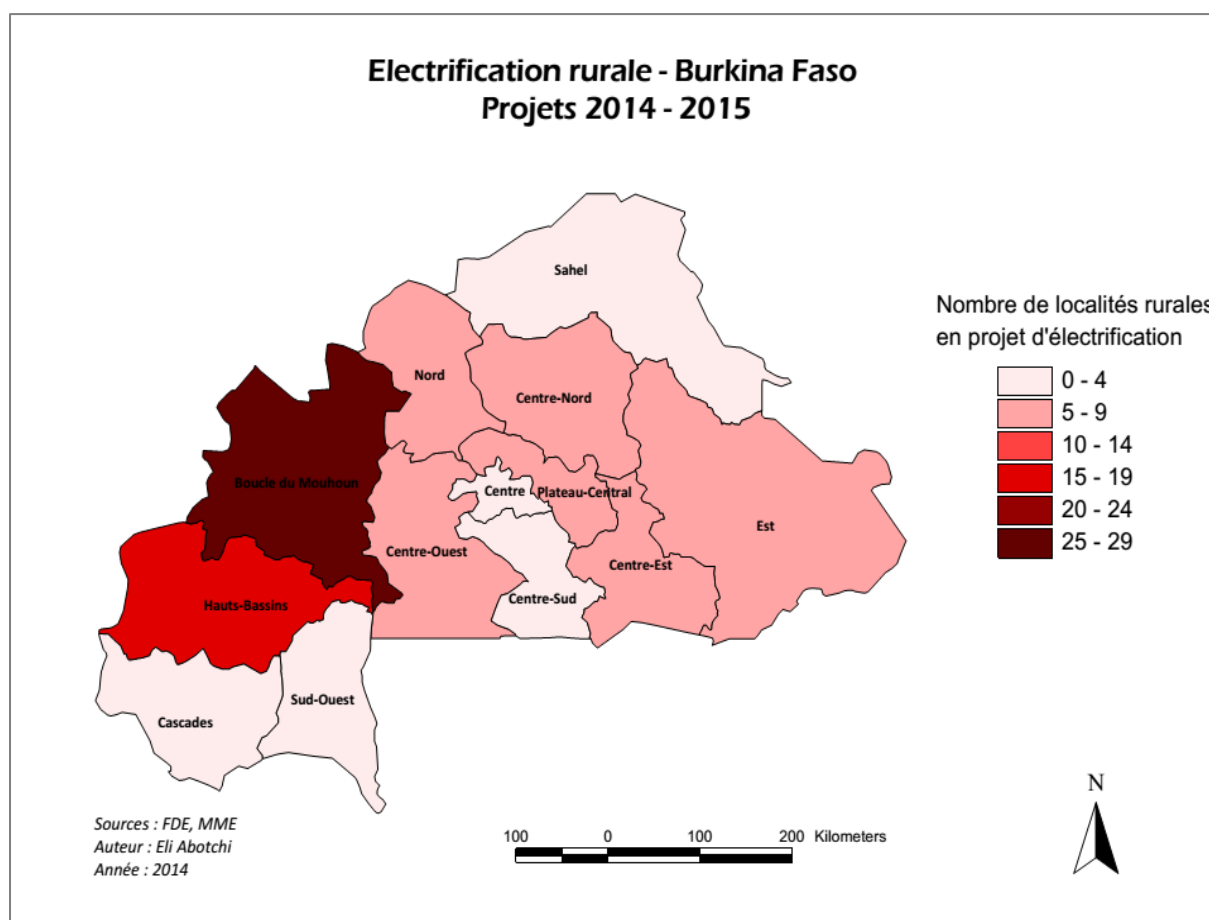 Electrification rurale - Burkina Faso
Projets 2014 - 2015
Sahel
Nord
Centre-Nord
Boucle du Mouhoun
Centre
Plateau-Central
Est
Centre-Ouest
Centre-Est
Hauts-Bassins
Centre-Sud
Sud-Ouest
Cascades
Nombre de localités rurales
en projet d'électrification
0 - 4
5 - 9
10 - 14
15 - 19
20 - 24
25 - 29
Sources : FDE, MME
Auteur : Eli Abotchi
Année : 2014
100 0 100 200 Kilometers
N